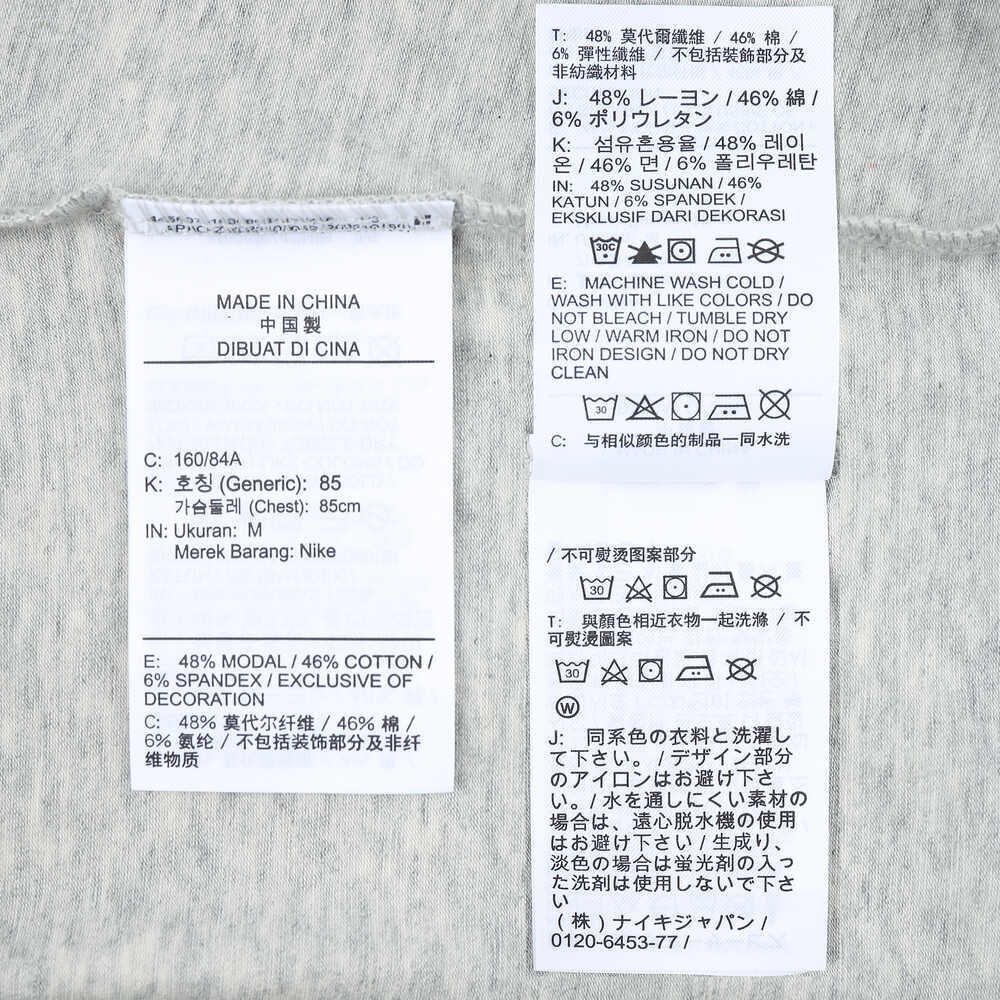 MADE IN CHINA
中国製
DIBUAT DI CINA
C: 160/84A
K: 호칭 (Generic): 85
가슴둘레 (Chest): 85cm
IN: Ukuran: M
Merek Barang: Nike
E: 48% MODAL / 46% COTTON /
6% SPANDEX / EXCLUSIVE OF
DECORATION
C: 48% 莫代尔纤维 / 46% 棉 /
6% 氨纶 / 不包括装饰部分及非纤
维物质
T: 48% 莫代爾纖維 / 46% 棉 /
6% 彈性纖維 / 不包括裝飾部分及
非紡織材料
J: 48% レーヨン / 46% 綿 /
6% ポリウレタン
K: 섬유혼용율 / 48% 레이
온 / 46% 면 / 6% 폴리우레탄
IN: 48% SUSUNAN / 46%
KATUN / 6% SPANDEK /
EKSKLUSIF DARI DEKORASI
30C
E: MACHINE WASH COLD /
WASH WITH LIKE COLORS / DO
NOT BLEACH / TUMBLE DRY
LOW / WARM IRON / DO NOT
IRON DESIGN / DO NOT DRY
CLEAN
30
C: 与相似颜色的制品一同水洗
/ 不可熨烫图案部分
30
T: 與顏色相近衣物一起洗滌 / 不
可熨燙圖案
30
W
J: 同系色の衣料と洗濯し
て下さい。 / デザイン部分
のアイロンはお避け下さ
い。 / 水を通しにくい素材の
場合は、遠心脱水機の使用
はお避け下さい / 生成り、
淡色の場合は蛍光剤の入っ
た洗剤は使用しないで下さ
い
（株）ナイキジャパン /
0120-6453-77 /